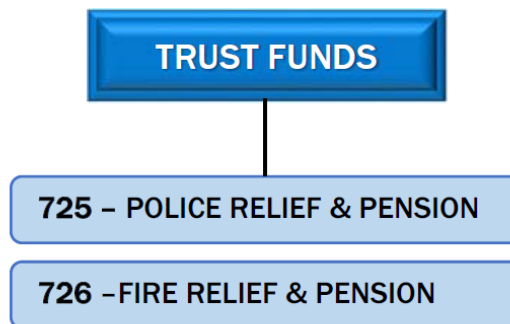 TRUST FUNDS
725 – POLICE RELIEF & PENSION
726 –FIRE RELIEF & PENSION